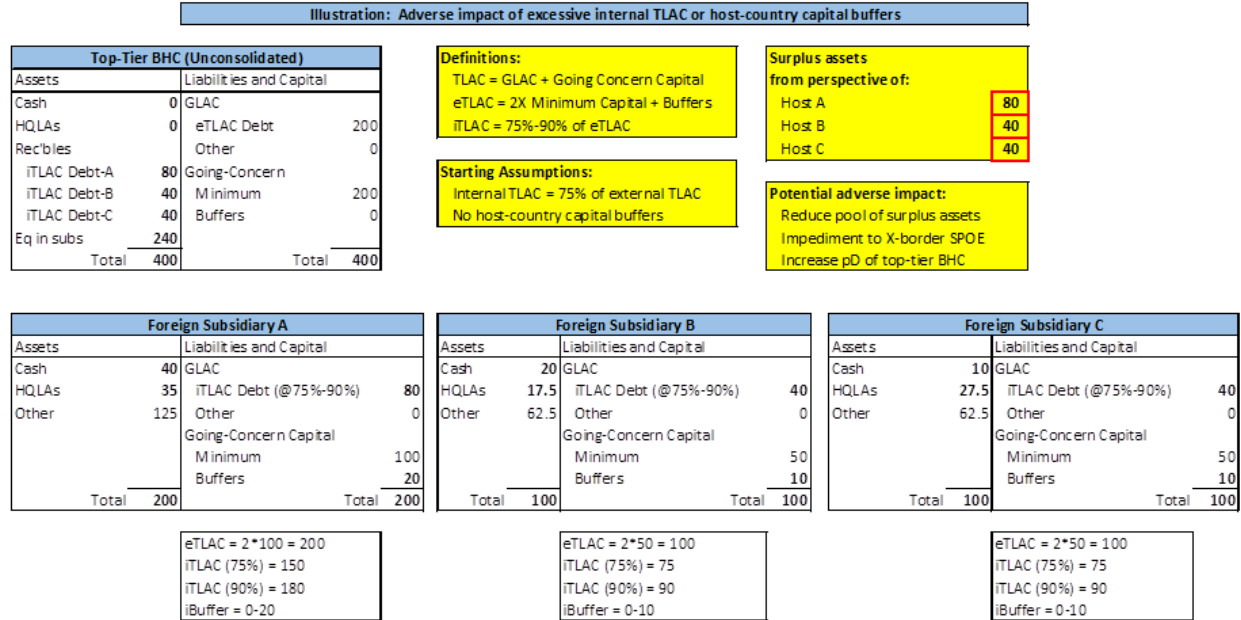 Illustration: Adverse impact of excessive internal TLAC or host-country capital buffers
Top-Tier BHC (Unconsolidated)
Assets Liabilities and Capital
Cash 0 GLAC
HQLAs 0 eTLAC Debt 200
Rec'bles Other 0
iTLAC Debt-A 80 Going-Concern
iTLAC Debt-B 40 Minimum 200
iTLAC Debt-C 40 Buffers 0
Eq in subs 240
Total 400 Total 400
Definitions:
TLAC = GLAC + Going Concern Capital
eTLAC = 2X Minimum Capital + Buffers
iTLAC = 75%-90% of eTLAC
Starting Assumptions:
Internal TLAC = 75% of external TLAC
No host-country capital buffers
Surplus assets
from perspective of:
Host A 80
Host B 40
Host C 40
Potential adverse impact:
Reduce pool of surplus assets
Impediment to X-border SPOE
Increase pD of top-tier BHC
Foreign Subsidiary A
Assets Liabilities and Capital
Cash 40 GLAC
HQLAs 35 iTLAC Debt (@75%-90%) 80
Other 125 Other 0
Going-Concern Capital
Minimum 100
Buffers 20
Total 200 Total 200
eTLAC = 2*100 = 200
iTLAC (75%) = 150
iTLAC (90%) = 180
iBuffer = 0-20
Foreign Subsidiary B
Assets Liabilities and Capital
Cash 20 GLAC
HQLAs 17.5 iTLAC Debt (@75%-90%) 40
Other 62.5 Other 0
Going-Concern Capital
Minimum 50
Buffers 10
Total 100 Total 100
eTLAC = 2*50 = 100
iTLAC (75%) = 75
iTLAC (90%) = 90
iBuffer = 0-10
Foreign Subsidiary C
Assets Liabilities and Capital
Cash 10 GLAC
HQLAs 27.5 iTLAC Debt (@75%-90%) 40
Other 62.5 Other 0
Going-Concern Capital
Minimum 50
Buffers 10
Total 100 Total 100
eTLAC = 2*50 = 100
iTLAC (75%) = 75
iTLAC (90%) = 90
iBuffer = 0-10